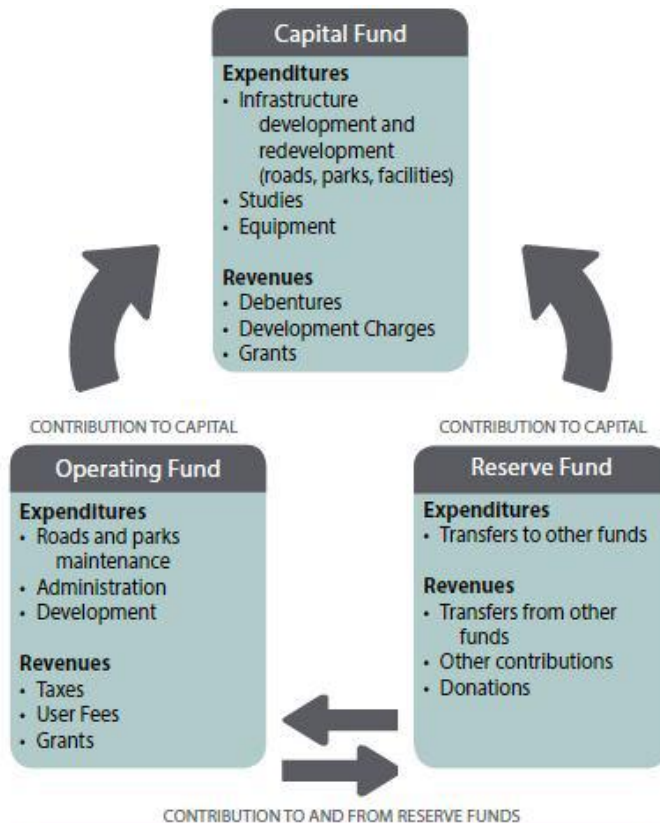 Capital Fund
Expenditures
• Infrastructure
development and
redevelopment
(roads, parks, facilities)
• Studies
• Equipment
Revenues
• Debentures
• Development Charges
• Grants
CONTRIBUTION TO CAPITAL
Operating Fund
Expenditures
• Roads and parks
maintenance
• Administration
• Development
Revenues
• Taxes
• User Fees
• Grants
CONTRIBUTION TO CAPITAL
Reserve Fund
Expenditures
• Transfers to other funds
Revenues
• Transfers from other
funds
• Other contributions
• Donations
CONTRIBUTION TO AND FROM RESERVE FUNDS